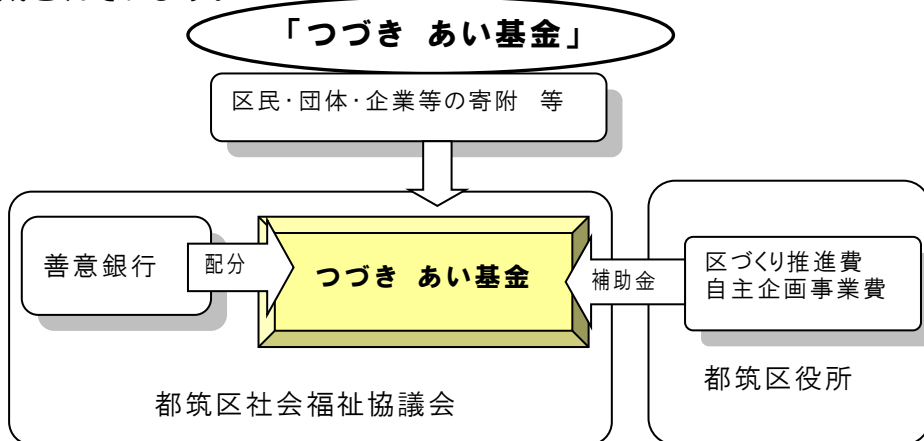 「つづき あい基金」
区民・団体・企業等の寄附 等
善意銀行
配分
つづき あい基金
補助金
区づくり推進費
自主企画事業費
都筑区役所
都筑区社会福祉協議会